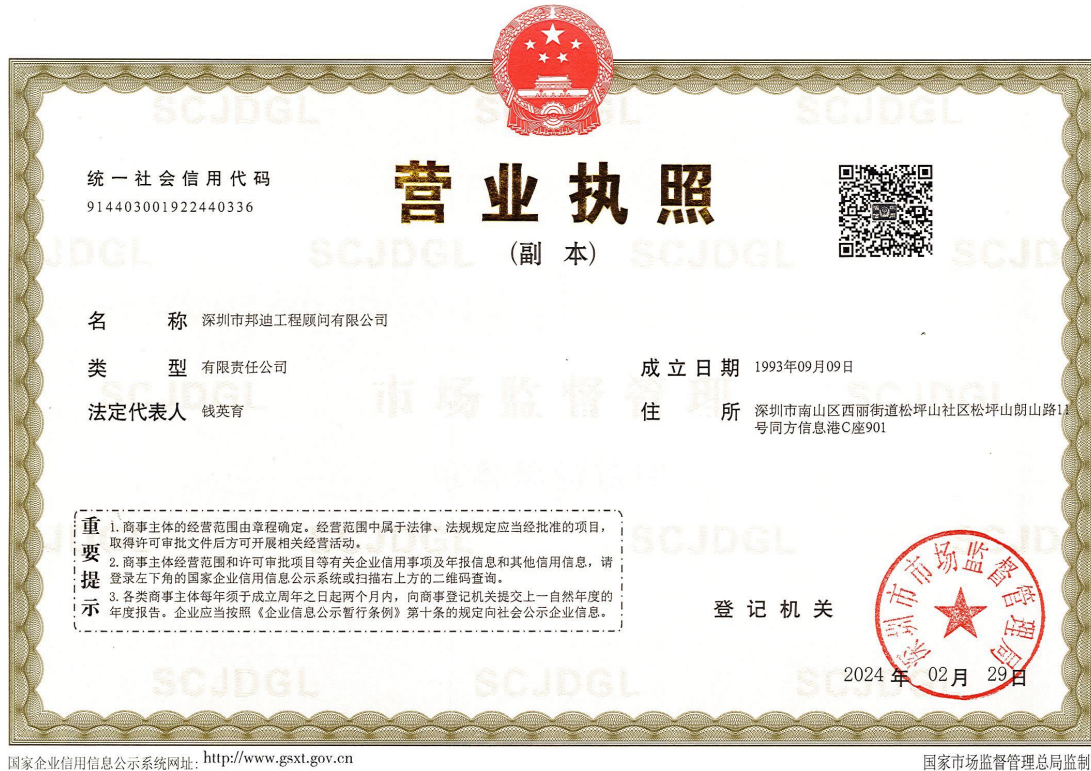 统一社会信用代码
914403001922440336
营业执照
(副 本)
名 称 深圳市邦迪工程顾问有限公司
类 型 有限责任公司
法定代表人 钱英育
成立日期 1993年09月09日
住 所 深圳市南山区西丽街道松坪山社区松坪山朗山路11
号同方信息港C座901
重要提示
1. 商事主体的经营范围由章程确定。经营范围中属于法律、法规规定应当经批准的项目，
取得许可审批文件后方可开展相关经营活动。
2. 商事主体经营范围和许可审批项目等有关企业信用事项及年报信息和其他信用信息，请
登录左下角的国家企业信用信息公示系统或扫描右上方的二维码查询。
3. 各类商事主体每年须于成立周年之日起两个月内，向商事登记机关提交上一自然年度的
年度报告。企业应当按照《企业信息公示暂行条例》第十条的规定向社会公示企业信息。
登记机关
深圳市市场监督管理局
2024 年 02月 29日
国家企业信用信息公示系统网址: http://www.gsxt.gov.cn
国家市场监督管理总局监制
SCJDGL
市场监督管理